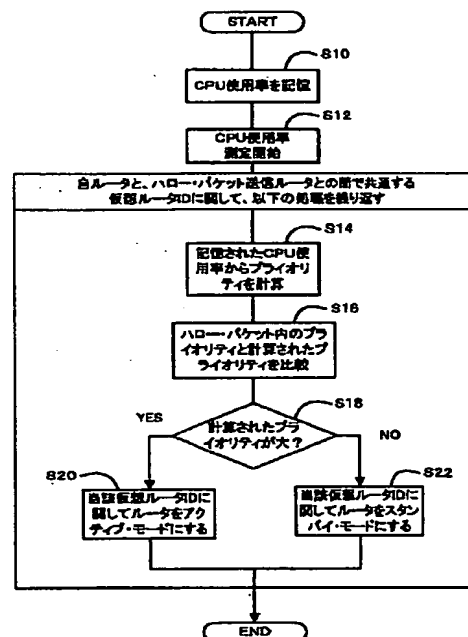 START
S10
CPU使用率を記憶
S12
CPU使用率
測定開始
自ルータと、ハロー・パケット送信ルータとの間で共通する
仮想ルータIDに関して、以下の処理を繰り返す
S14
記憶されたCPU使
用率からプライオリ
ティを計算
S16
ハロー・パケット内のプラ
イオリティと計算されたプ
ライオリティを比較
S18
計算されたプラ
イオリティが大?
YES
NO
S20
当該仮想ルータIDに
関してルータをアク
ティブ・モードにする
S22
当該仮想ルータIDに
関してルータをスタン
バイ・モードにする
END